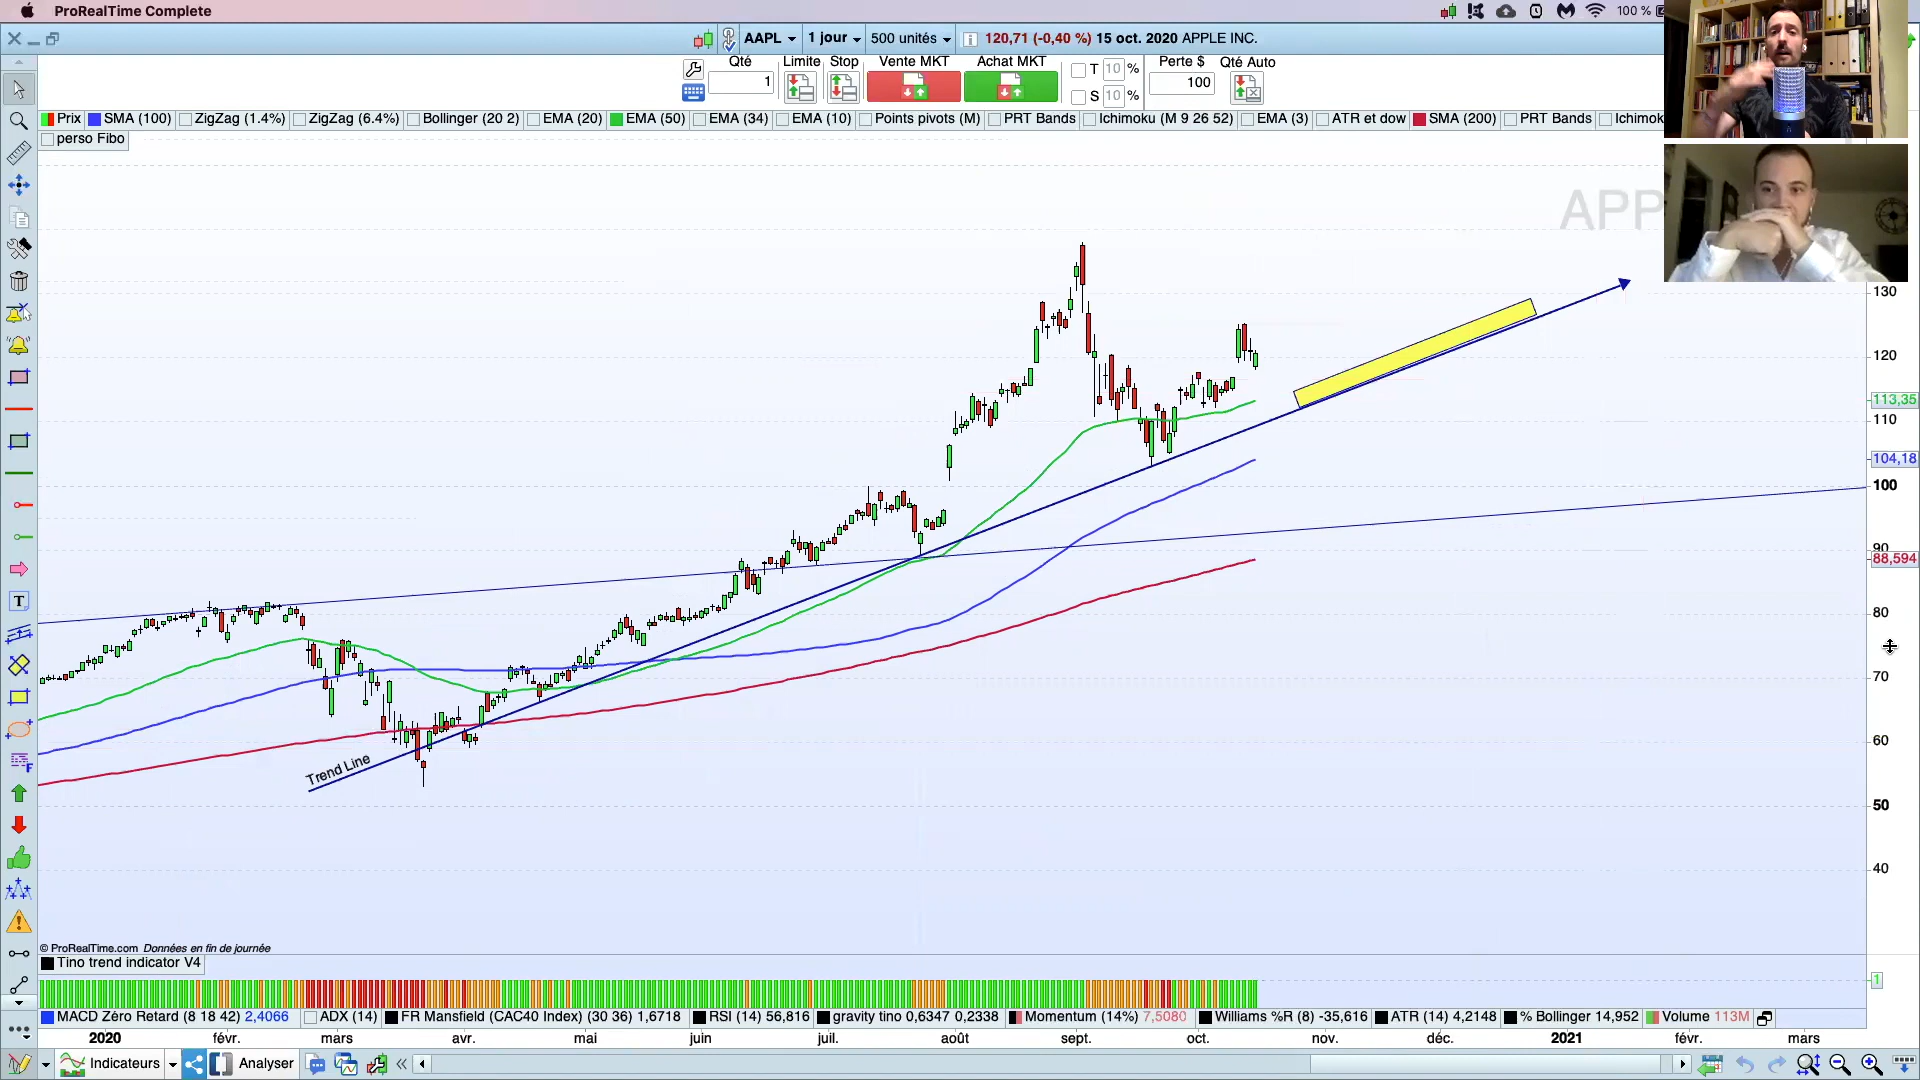 ProRealTime Complete
100 %
AAPL 1 jour 500 unités 120,71 (-0,40 %) 15 oct. 2020 APPLE INC.
Qté Limite Stop Vente MKT Achat MKT T 10 % Perte $ Qté Auto
1 S 10 % 100
Prix SMA (100) ZigZag (1.4%) ZigZag (6.4%) Bollinger (20 2) EMA (20) EMA (50) EMA (34) EMA (10) Points pivots (M) PRT Bands Ichimoku (M 9 26 52) EMA (3) ATR et dow SMA (200) PRT Bands Ichimok
perso Fibo
APP
130
120
113,35
110
104,18
100
90
88,594
80
70
60
50
40
Trend Line
T
© ProRealTime.com Données en fin de journée
Tino trend indicator V4
1
MACD Zéro Retard (8 18 42) 2,4066 ADX (14) FR Mansfield (CAC40 Index) (30 36) 1,6718 RSI (14) 56,816 gravity tino 0,6347 0,2338 Momentum (14%) 7,5080 Williams %R (8) -35,616 ATR (14) 4,2148 % Bollinger 14,952 Volume 113M
2020 févr. mars avr. mai juin juil. août sept. oct. nov. déc. 2021 févr. mars
Indicateurs Analyser